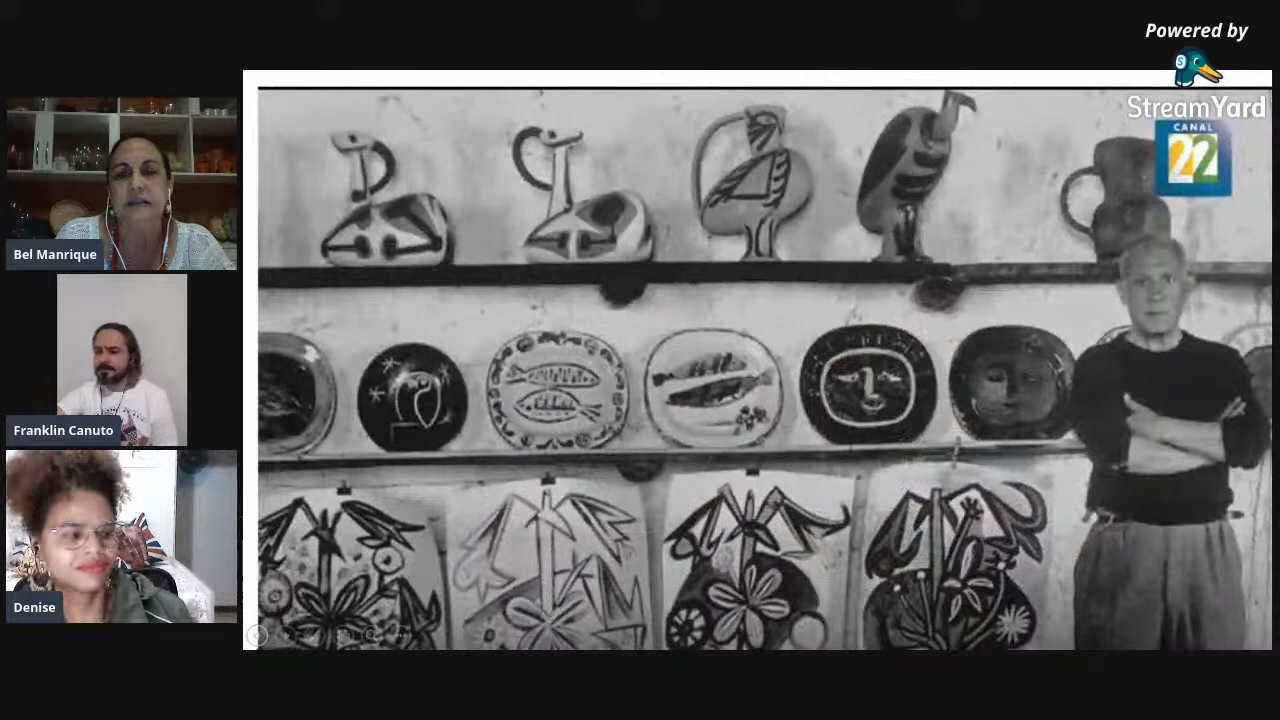 Powered by
StreamYard
CANAL
22
Bel Manrique
Franklin Canuto
Denise